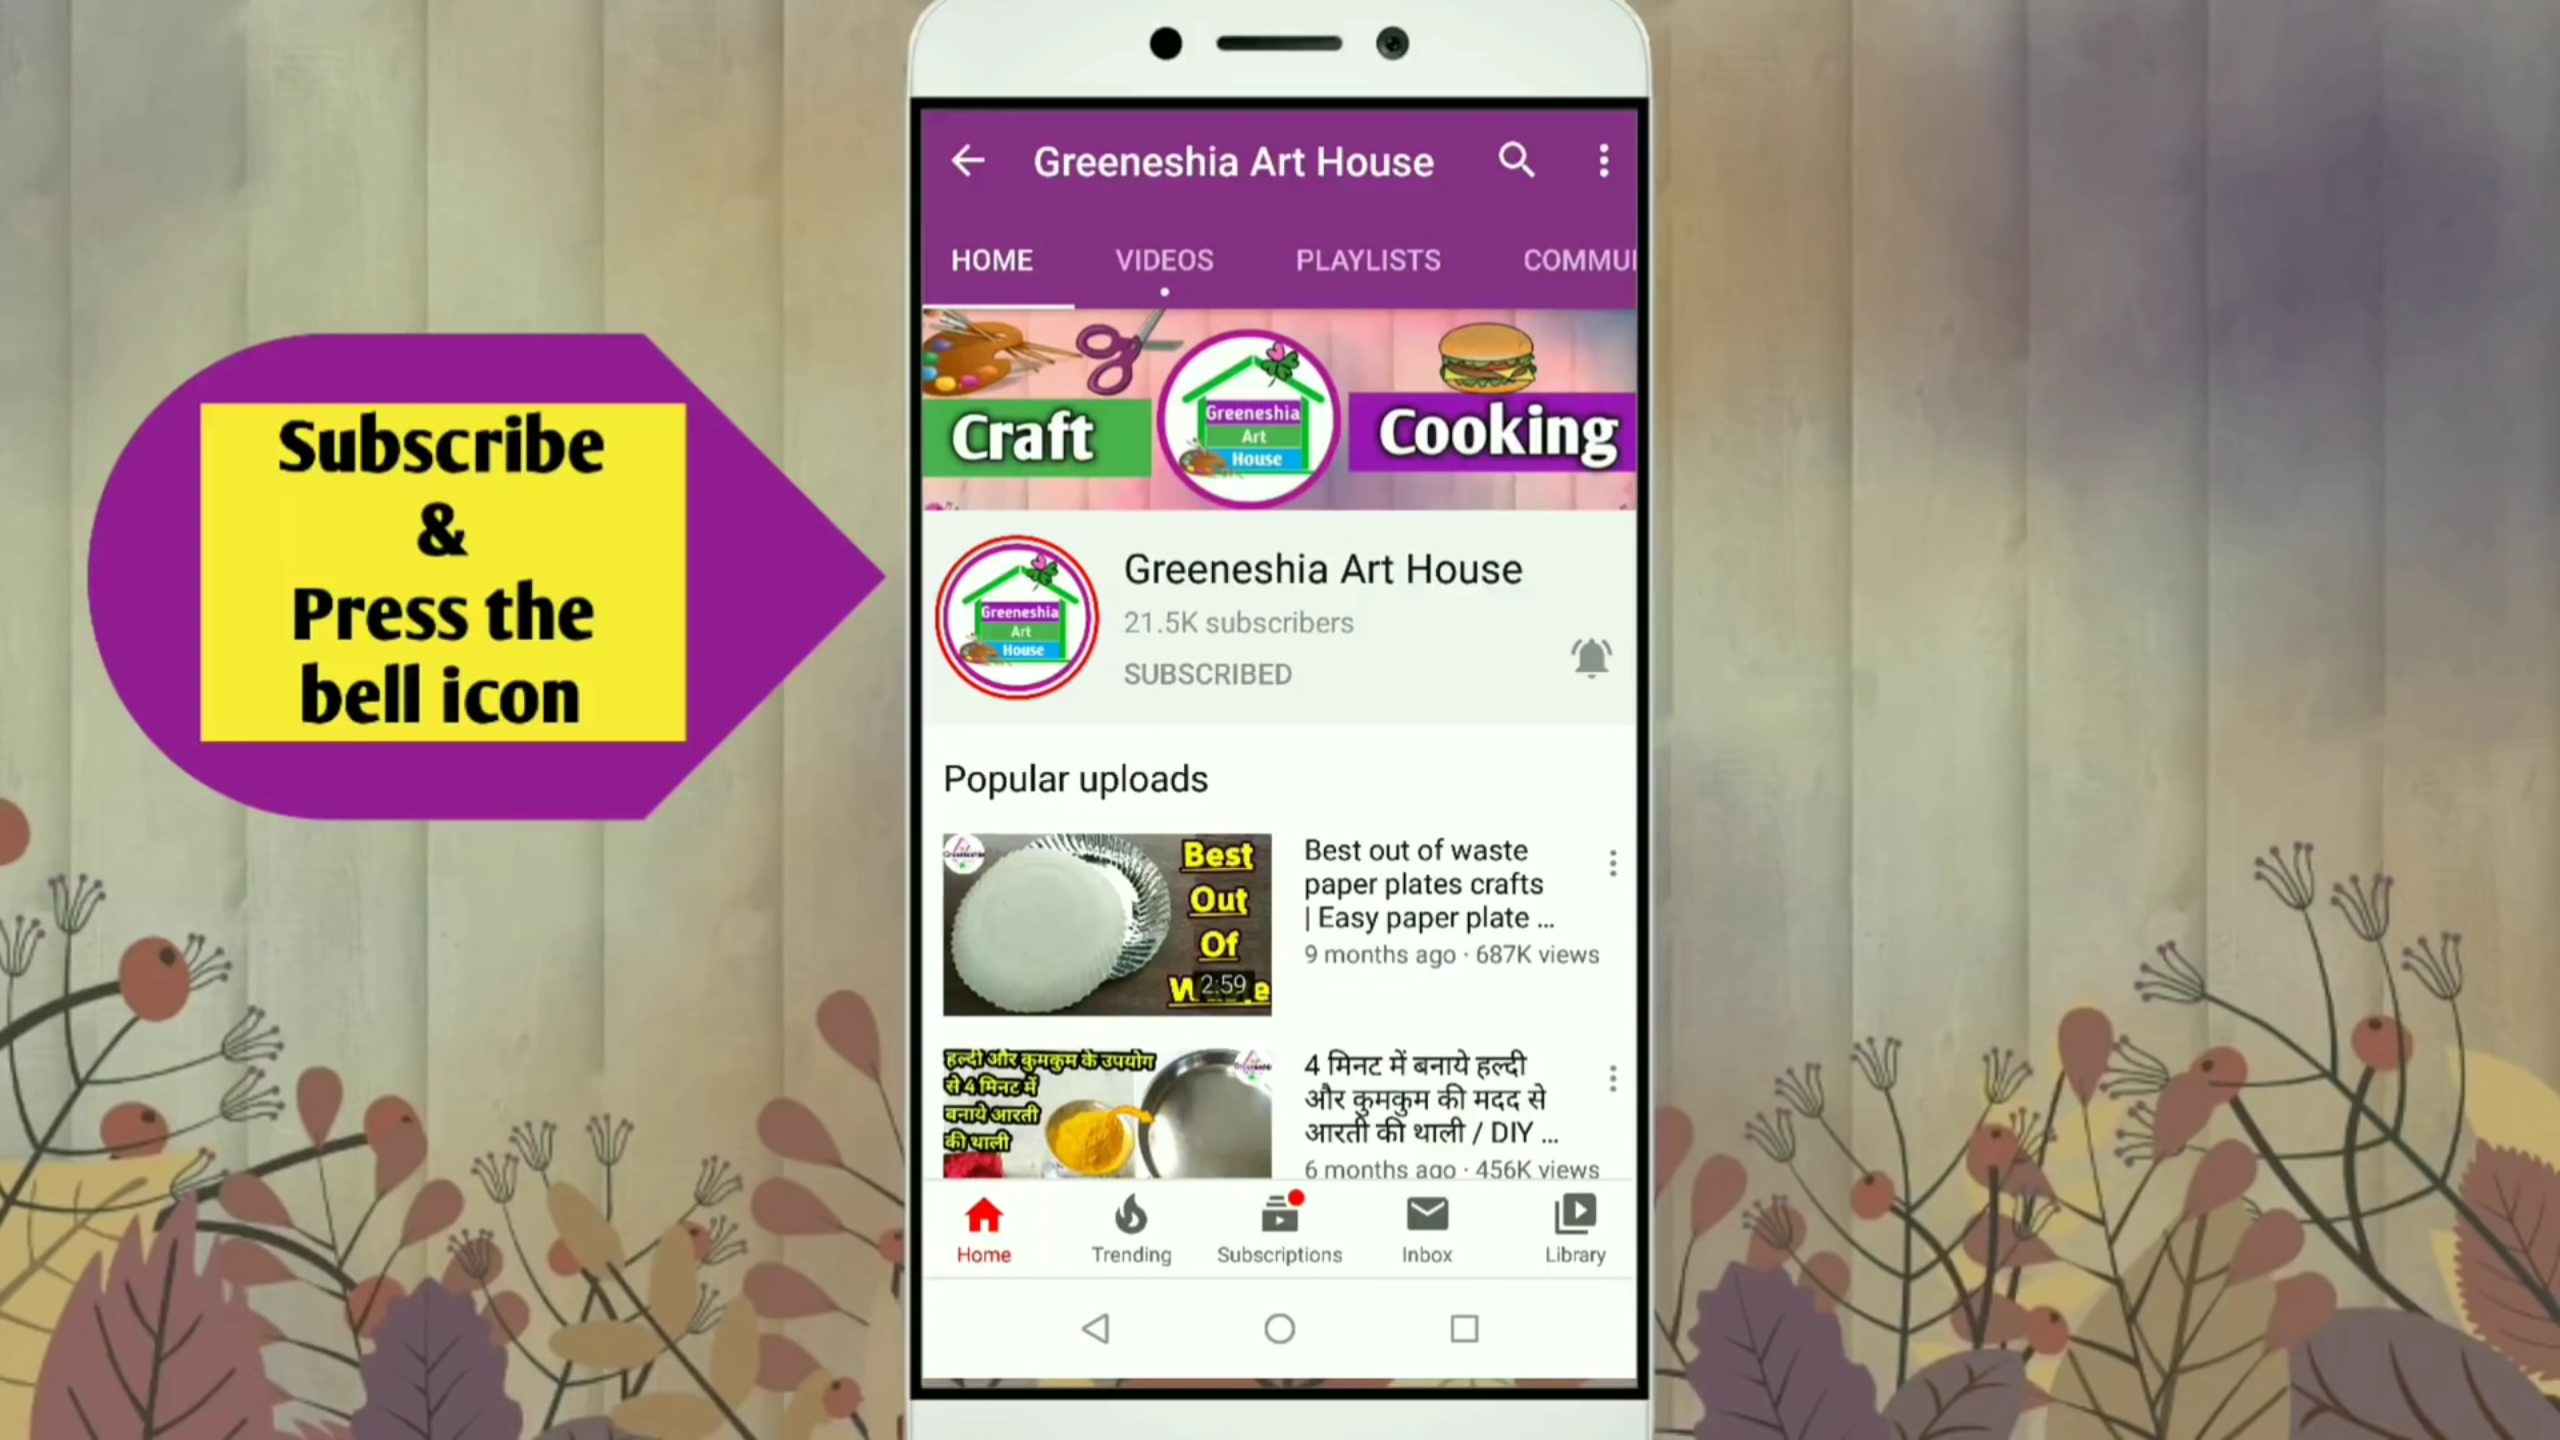 Subscribe
&
Press the
bell icon
Greeneshia Art House
HOME VIDEOS PLAYLISTS COMMU
Craft
Greeneshia
Art
House
Cooking
Greeneshia
Art
House
Greeneshia Art House
21.5K subscribers
SUBSCRIBED
Popular uploads
Best
Out
Of
2:59
Best out of waste
paper plates crafts
| Easy paper plate ...
9 months ago · 687K views
हल्दी और कुमकुम के उपयोग
से 4 मिनट में
बनाये आरती
की थाली
4 मिनट में बनाये हल्दी
और कुमकुम की मदद से
आरती की थाली / DIY ...
6 months ago · 456K views
Home Trending Subscriptions Inbox Library